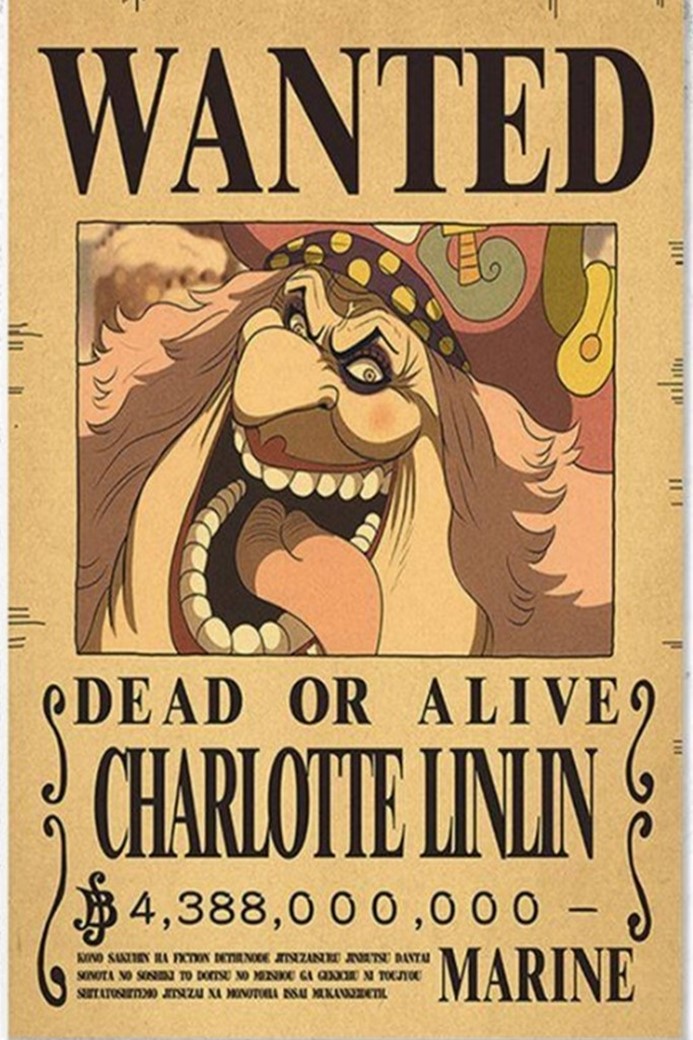 WANTED
DEAD OR ALIVE
CHARLOTTE LINLIN
฿4,388,000,000 –
KONO SAKUHIN HA FICTION DETHUNODE JITSUZAISURU JINBUTSU DANTAI
SONOTA NO SOSHIKI TO DOITSU NO MEISHOU GA GEKICHU NI TOUJYOU
SHITATOSHITEMO JITSUZAI NA MONOTOHA ISSAI MUKANKEIDETH.
MARINE